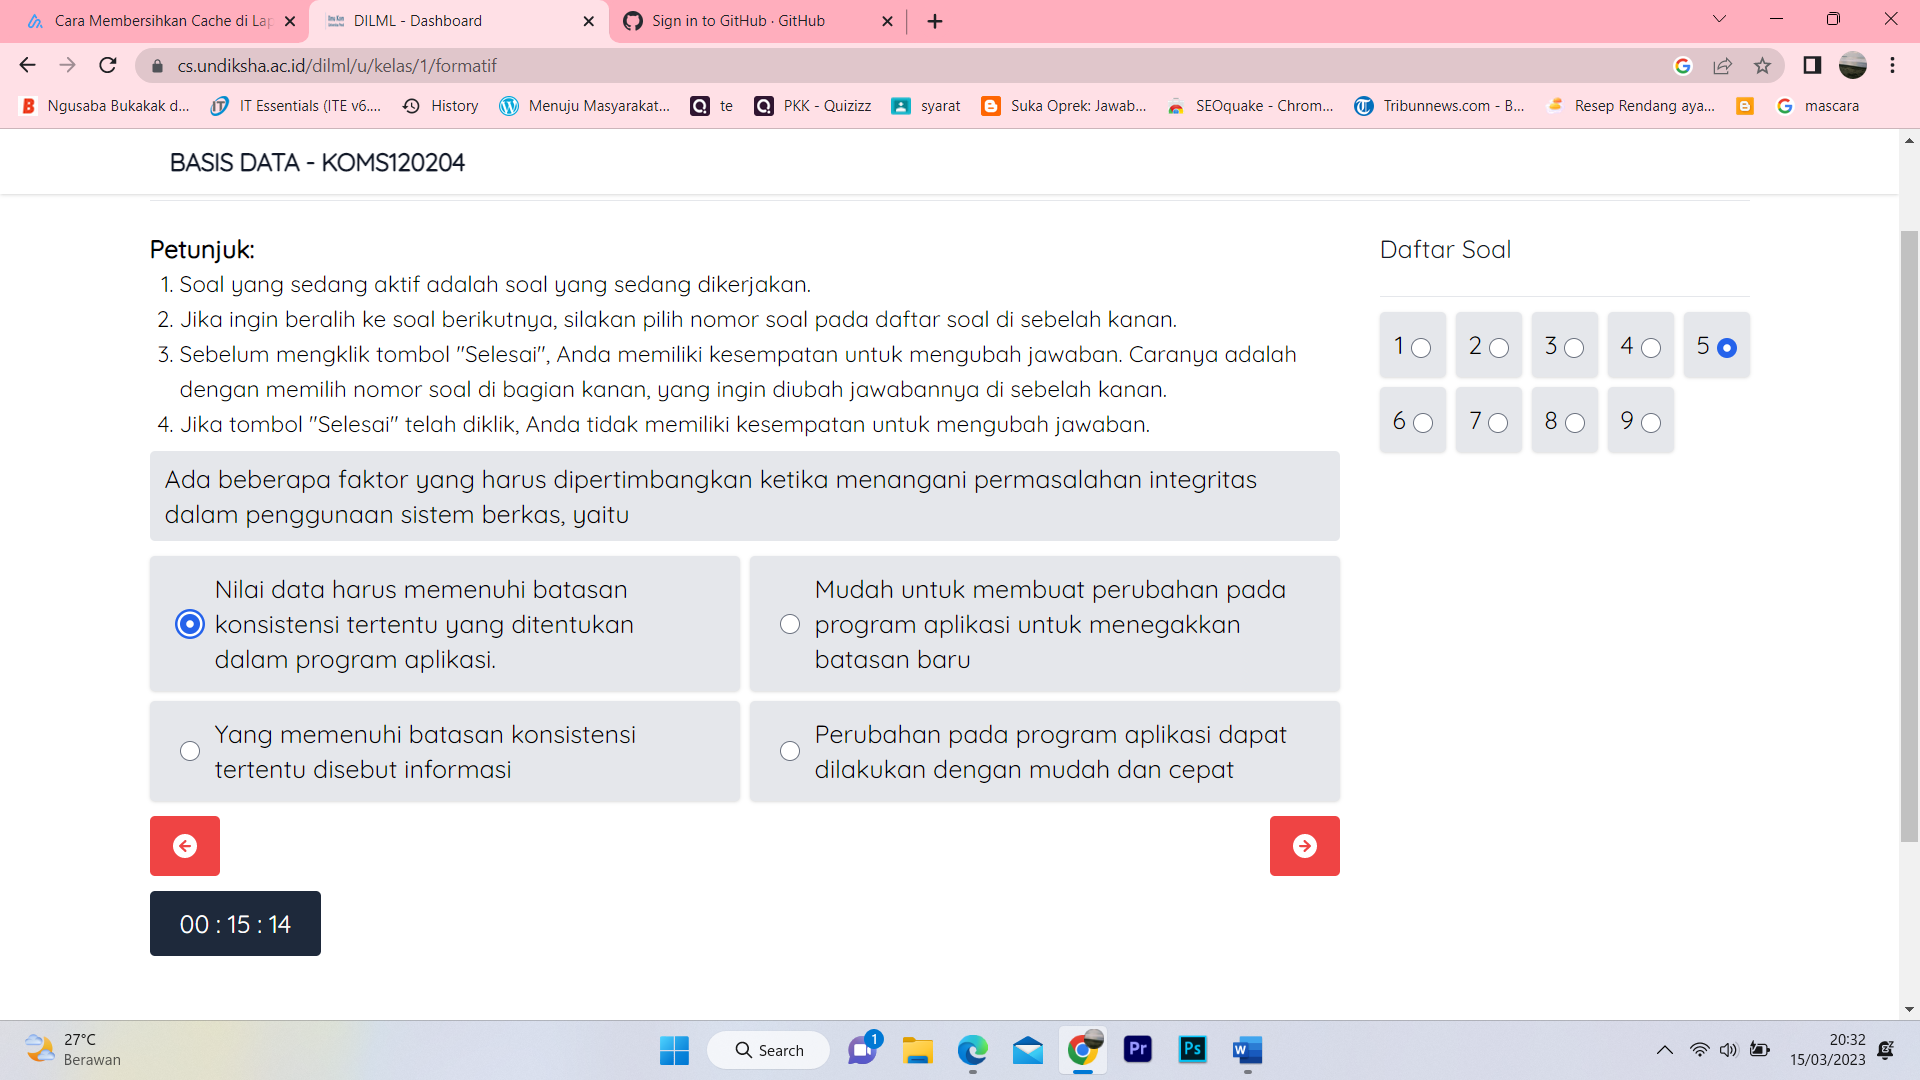 Cara Membersihkan Cache di Lap
DILML - Dashboard
Sign in to GitHub · GitHub
cs.undiksha.ac.id/dilml/u/kelas/1/formatif
Ngusaba Bukakak d...
IT Essentials (ITE v6....
History
Menuju Masyarakat...
te
PKK - Quizizz
syarat
Suka Oprek: Jawab...
SEOquake - Chrom...
Tribunnews.com - B...
Resep Rendang aya...
mascara
BASIS DATA - KOMS120204
Petunjuk:
1. Soal yang sedang aktif adalah soal yang sedang dikerjakan.
2. Jika ingin beralih ke soal berikutnya, silakan pilih nomor soal pada daftar soal di sebelah kanan.
3. Sebelum mengklik tombol "Selesai", Anda memiliki kesempatan untuk mengubah jawaban. Caranya adalah
dengan memilih nomor soal di bagian kanan, yang ingin diubah jawabannya di sebelah kanan.
4. Jika tombol "Selesai" telah diklik, Anda tidak memiliki kesempatan untuk mengubah jawaban.
Ada beberapa faktor yang harus dipertimbangkan ketika menangani permasalahan integritas
dalam penggunaan sistem berkas, yaitu
Nilai data harus memenuhi batasan
konsistensi tertentu yang ditentukan
dalam program aplikasi.
Mudah untuk membuat perubahan pada
program aplikasi untuk menegakkan
batasan baru
Yang memenuhi batasan konsistensi
tertentu disebut informasi
Perubahan pada program aplikasi dapat
dilakukan dengan mudah dan cepat
00 : 15 : 14
Daftar Soal
1 2 3 4 5
6 7 8 9
27°C
Berawan
Search
1
Pr
Ps
W
20:32
15/03/2023